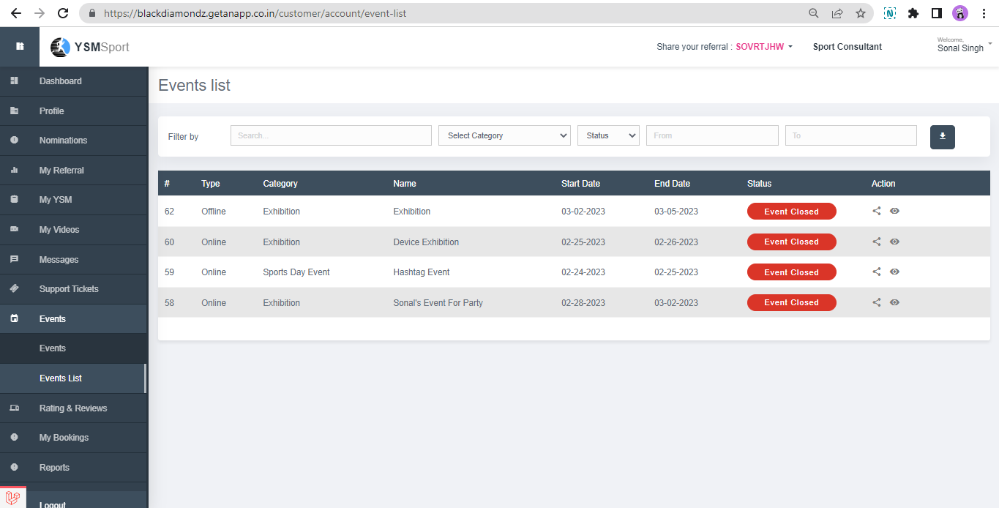 https://blackdiamondz.getanapp.co.in/customer/account/event-list
YSMSport
Share your referral : SOVRTJHW
Sport Consultant
Welcome,
Sonal Singh
Dashboard
Profile
Nominations
My Referral
My YSM
My Videos
Messages
Support Tickets
Events
Events
Events List
Rating & Reviews
My Bookings
Reports
Logout
Events list
Filter by Search... Select Category Status From To
# Type Category Name Start Date End Date Status Action
62 Offline Exhibition Exhibition 03-02-2023 03-05-2023 Event Closed
60 Online Exhibition Device Exhibition 02-25-2023 02-26-2023 Event Closed
59 Online Sports Day Event Hashtag Event 02-24-2023 02-25-2023 Event Closed
58 Online Exhibition Sonal's Event For Party 02-28-2023 03-02-2023 Event Closed